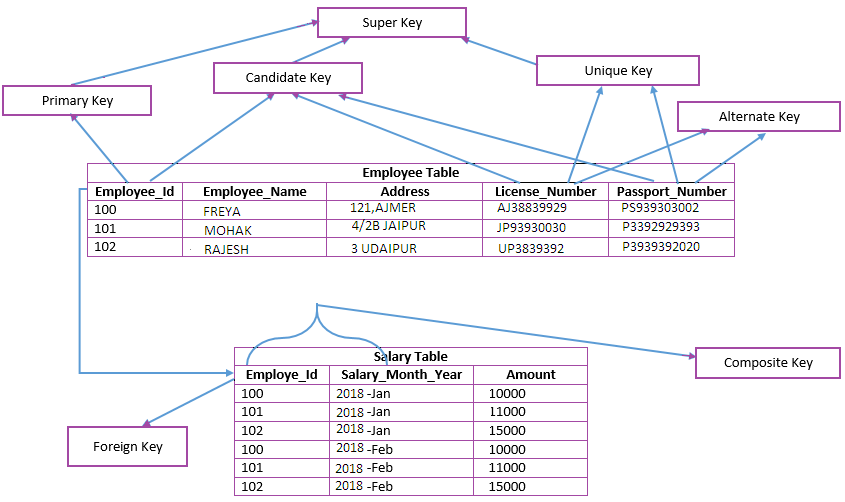 Super Key
Candidate Key
Unique Key
Primary Key
Alternate Key
Employee Table
Employee_Id Employee_Name Address License_Number Passport_Number
100 FREYA 121,AJMER AJ38839929 PS939303002
101 MOHAK 4/2B JAIPUR JP93930030 P3392929393
102 RAJESH 3 UDAIPUR UP3839392 P3939392020
Salary Table
Composite Key
Employe_Id Salary_Month_Year Amount
100 2018 -Jan 10000
101 2018 -Jan 11000
102 2018 -Jan 15000
100 2018 -Feb 10000
101 2018 -Feb 11000
102 2018 -Feb 15000
Foreign Key